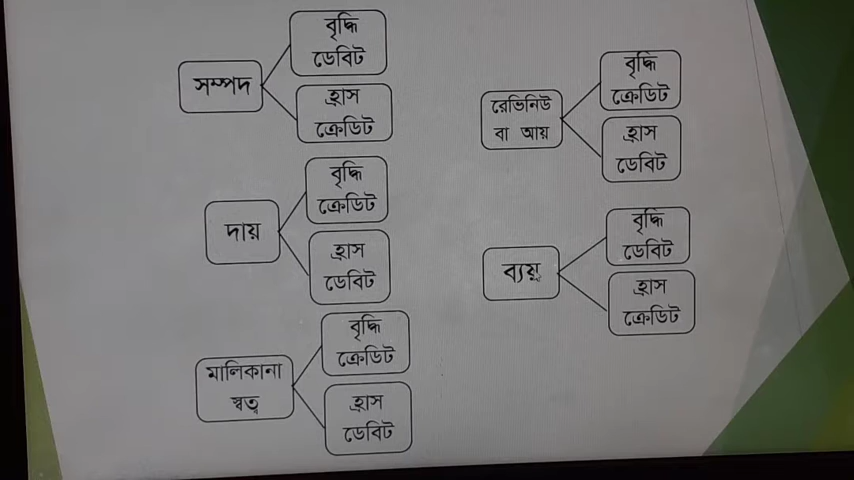 সম্পদ
বৃদ্ধি
ডেবিট
হ্রাস
ক্রেডিট
দায়
বৃদ্ধি
ক্রেডিট
হ্রাস
ডেবিট
মালিকানা
স্বত্ব
বৃদ্ধি
ক্রেডিট
হ্রাস
ডেবিট
রেভিনিউ
বা আয়
বৃদ্ধি
ক্রেডিট
হ্রাস
ডেবিট
ব্যয়
বৃদ্ধি
ডেবিট
হ্রাস
ক্রেডিট